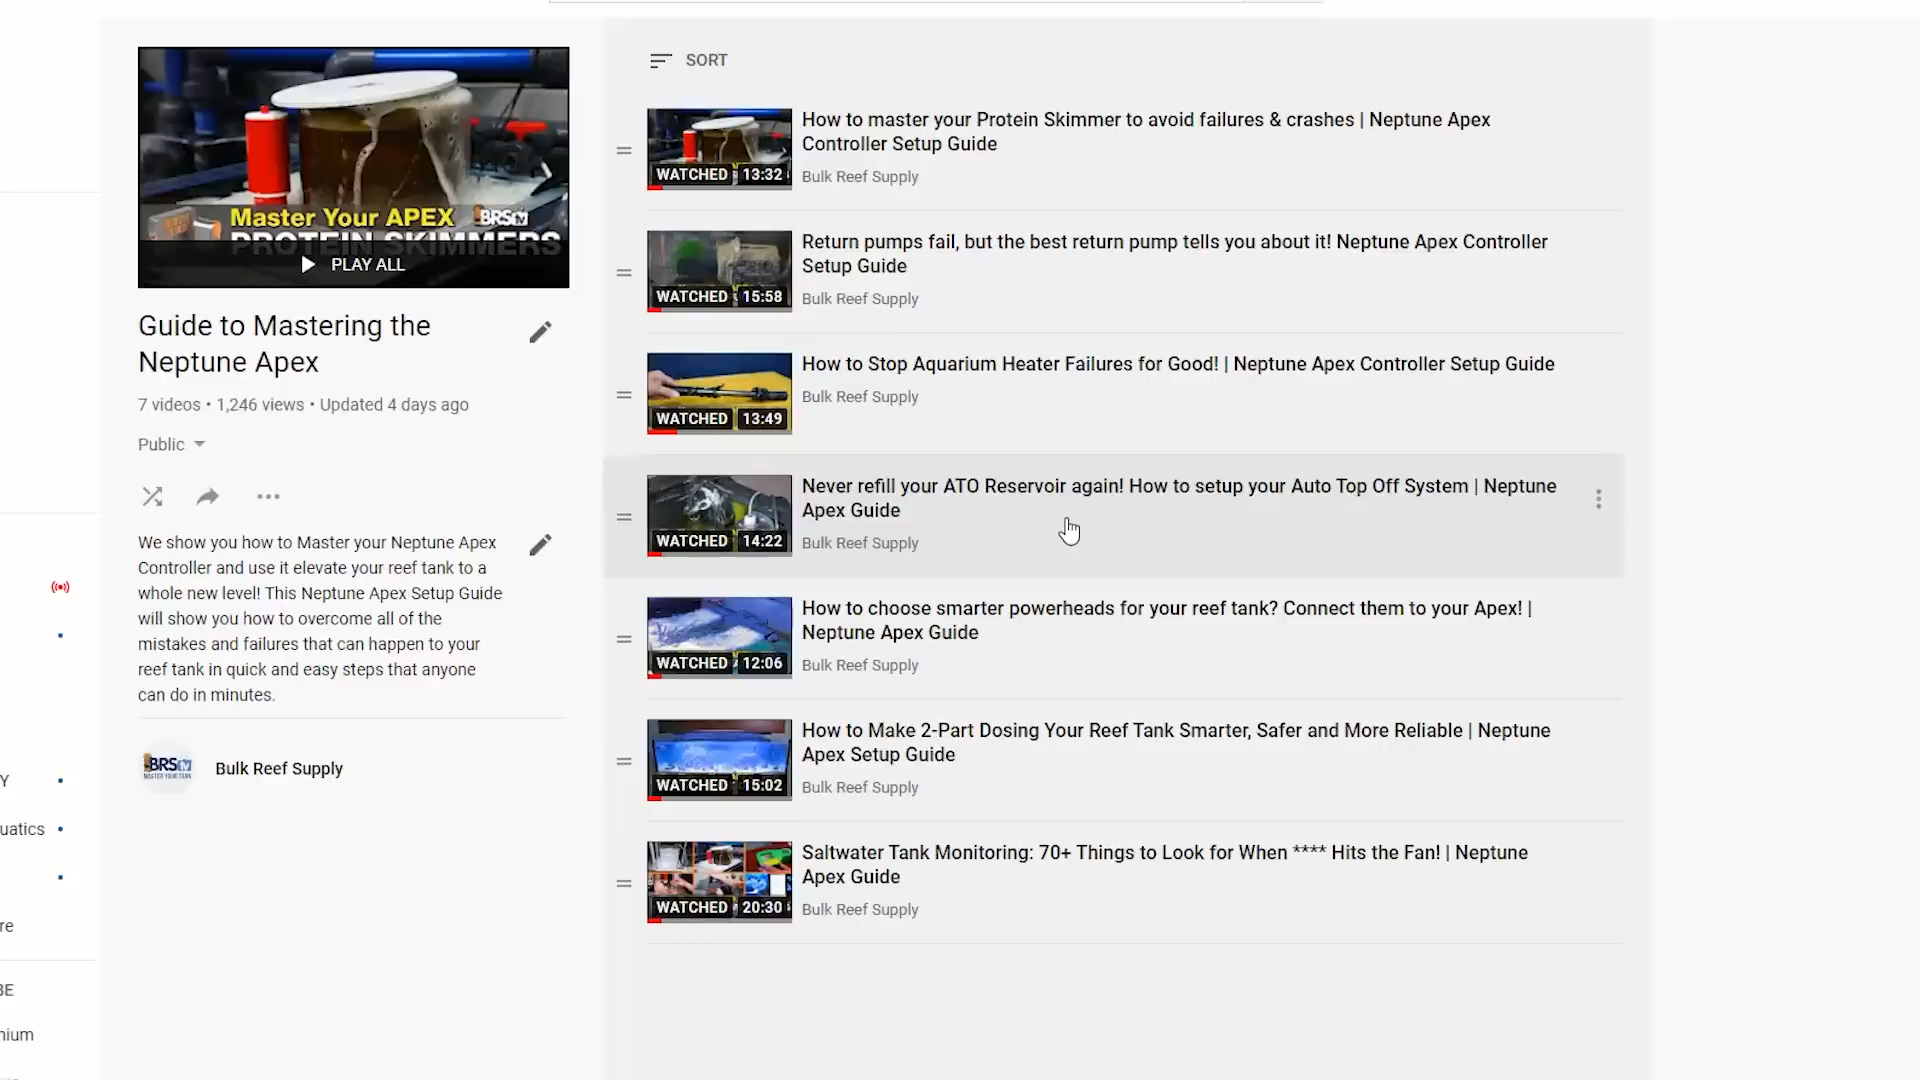 Master Your APEX BRStv
PROTEIN SKIMMERS
PLAY ALL
Guide to Mastering the
Neptune Apex
7 videos • 1,246 views • Updated 4 days ago
Public
We show you how to Master your Neptune Apex
Controller and use it elevate your reef tank to a
whole new level! This Neptune Apex Setup Guide
will show you how to overcome all of the
mistakes and failures that can happen to your
reef tank in quick and easy steps that anyone
can do in minutes.
BRStv
MASTER YOUR TANK
Bulk Reef Supply
Y
uatics
re
BE
nium
SORT
How to master your Protein Skimmer to avoid failures & crashes | Neptune Apex
Controller Setup Guide
WATCHED 13:32
Bulk Reef Supply
Return pumps fail, but the best return pump tells you about it! Neptune Apex Controller
Setup Guide
WATCHED 15:58
Bulk Reef Supply
How to Stop Aquarium Heater Failures for Good! | Neptune Apex Controller Setup Guide
Bulk Reef Supply
WATCHED 13:49
Never refill your ATO Reservoir again! How to setup your Auto Top Off System | Neptune
Apex Guide
WATCHED 14:22
Bulk Reef Supply
How to choose smarter powerheads for your reef tank? Connect them to your Apex! |
Neptune Apex Guide
WATCHED 12:06
Bulk Reef Supply
How to Make 2-Part Dosing Your Reef Tank Smarter, Safer and More Reliable | Neptune
Apex Setup Guide
WATCHED 15:02
Bulk Reef Supply
Saltwater Tank Monitoring: 70+ Things to Look for When **** Hits the Fan! | Neptune
Apex Guide
WATCHED 20:30
Bulk Reef Supply